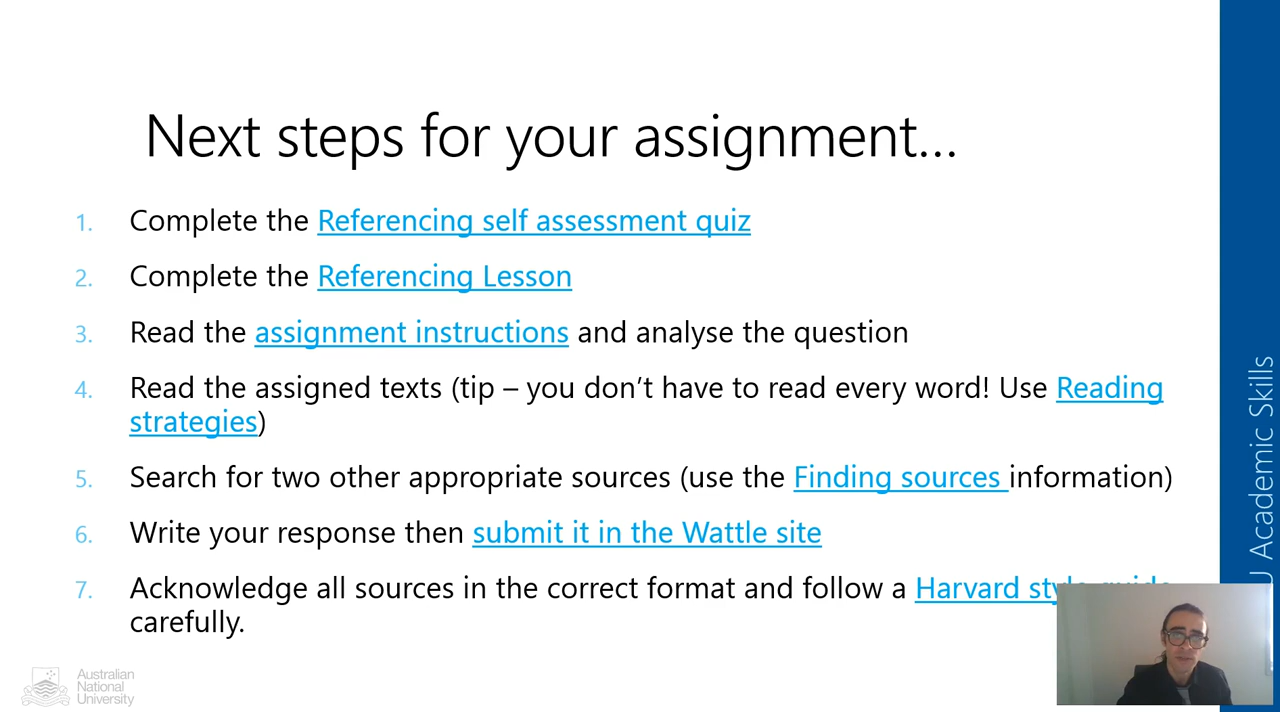 Next steps for your assignment...
1. Complete the Referencing self assessment quiz
2. Complete the Referencing Lesson
3. Read the assignment instructions and analyse the question
4. Read the assigned texts (tip – you don't have to read every word! Use Reading
strategies)
5. Search for two other appropriate sources (use the Finding sources information)
6. Write your response then submit it in the Wattle site
7. Acknowledge all sources in the correct format and follow a Harvard style guide
carefully.
Academic Skills
Australian
National
University